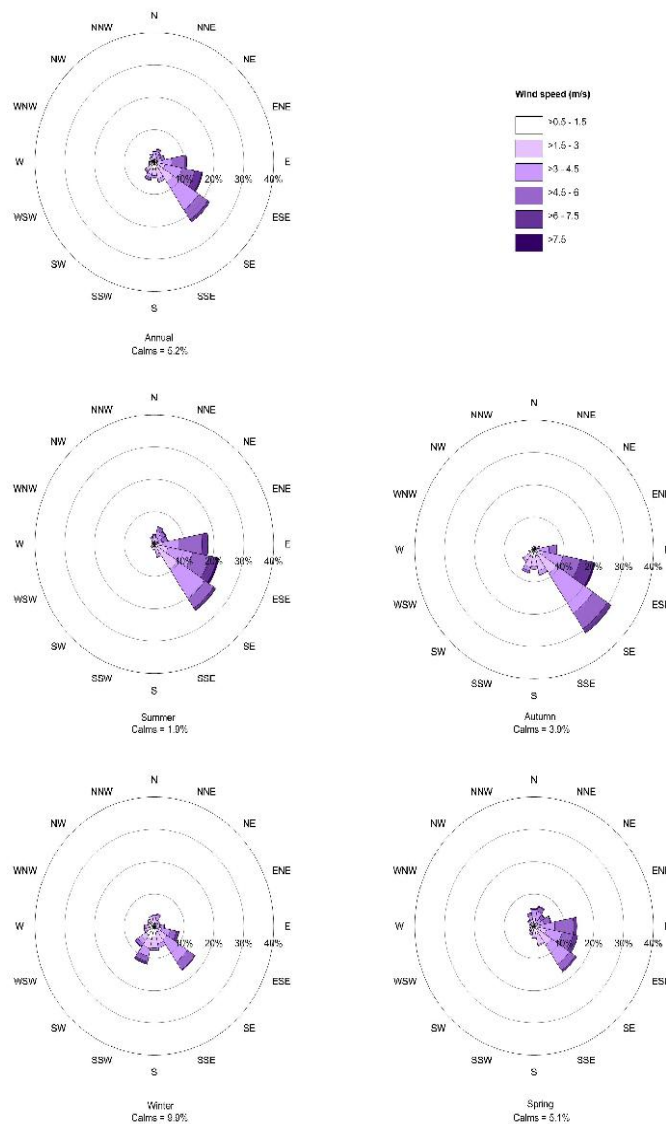 N
NNW
NNE
NW
NE
WNW
ENE
W
E
10% 20% 30% 40%
WSW
ESE
SW
SE
SSW
SSE
S
Annual
Calms = 5.2%
Wind speed (m/s)
>0.5 - 1.5
>1.5 - 3
>3 - 4.5
>4.5 - 6
>6 - 7.5
>7.5
N
NNW
NNE
NW
NE
WNW
ENE
W
E
10% 20% 30% 40%
WSW
ESE
SW
SE
SSW
SSE
S
Summer
Calms = 1.9%
N
NNW
NNE
NW
NE
WNW
W
10% 20% 30% 40%
WSW
SW
SE
SSW
SSE
S
Autumn
Calms = 3.9%
N
NNW
NNE
NW
NE
WNW
ENE
W
E
10% 20% 30% 40%
WSW
ESE
SW
SE
SSW
SSE
S
Winter
Calms = 9.9%
N
NNW
NNE
NW
NE
WNW
W
10% 20% 30% 40%
WSW
SW
SE
SSW
SSE
S
Spring
Calms = 5.1%